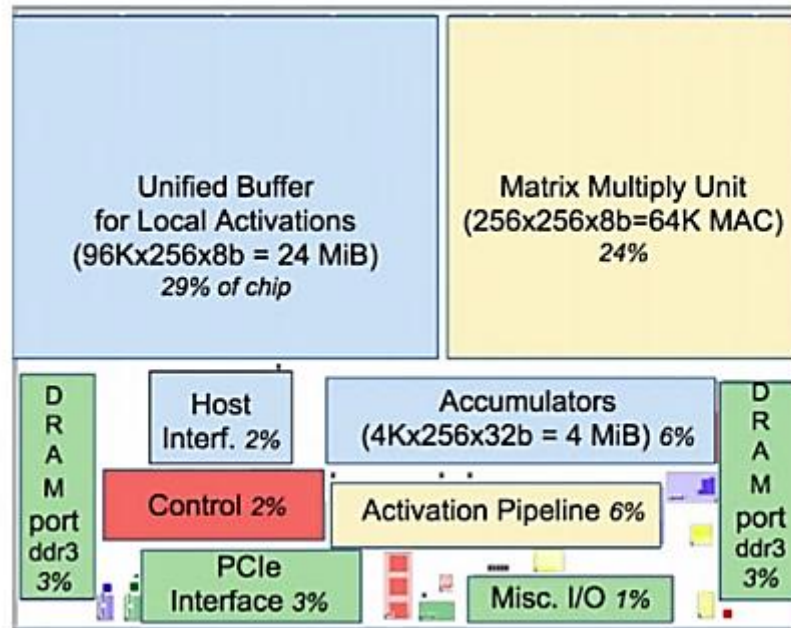 Unified Buffer
for Local Activations
(96Kx256x8b = 24 MiB)
29% of chip
Matrix Multiply Unit
(256x256x8b=64K MAC)
24%
D
R
A
M
port
ddr3
3%
Host
Interf. 2%
Accumulators
(4Kx256x32b = 4 MiB) 6%
D
R
A
M
port
ddr3
3%
Control 2%
Activation Pipeline 6%
PCIe
Interface 3%
Misc. I/O 1%